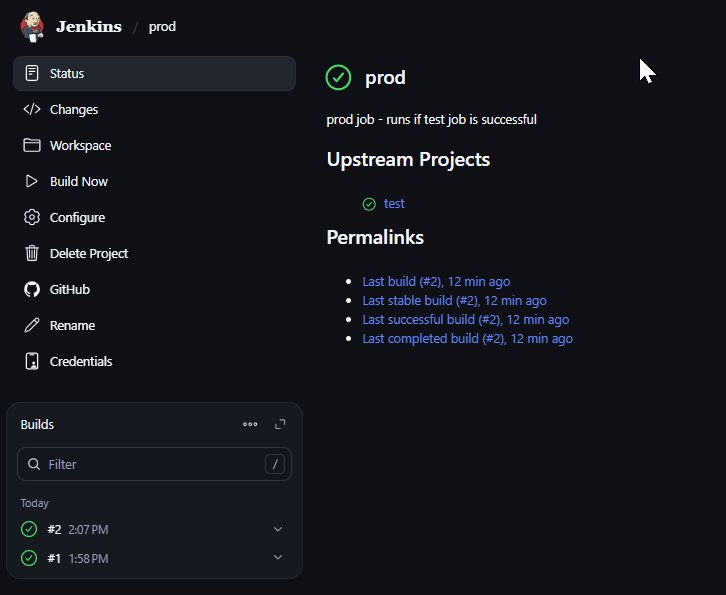 Jenkins / prod
Status
Changes
Workspace
Build Now
Configure
Delete Project
GitHub
Rename
Credentials
Builds
Filter /
Today
#2 2:07 PM
#1 1:58 PM
prod
prod job - runs if test job is successful
Upstream Projects
test
Permalinks
Last build (#2), 12 min ago
Last stable build (#2), 12 min ago
Last successful build (#2), 12 min ago
Last completed build (#2), 12 min ago